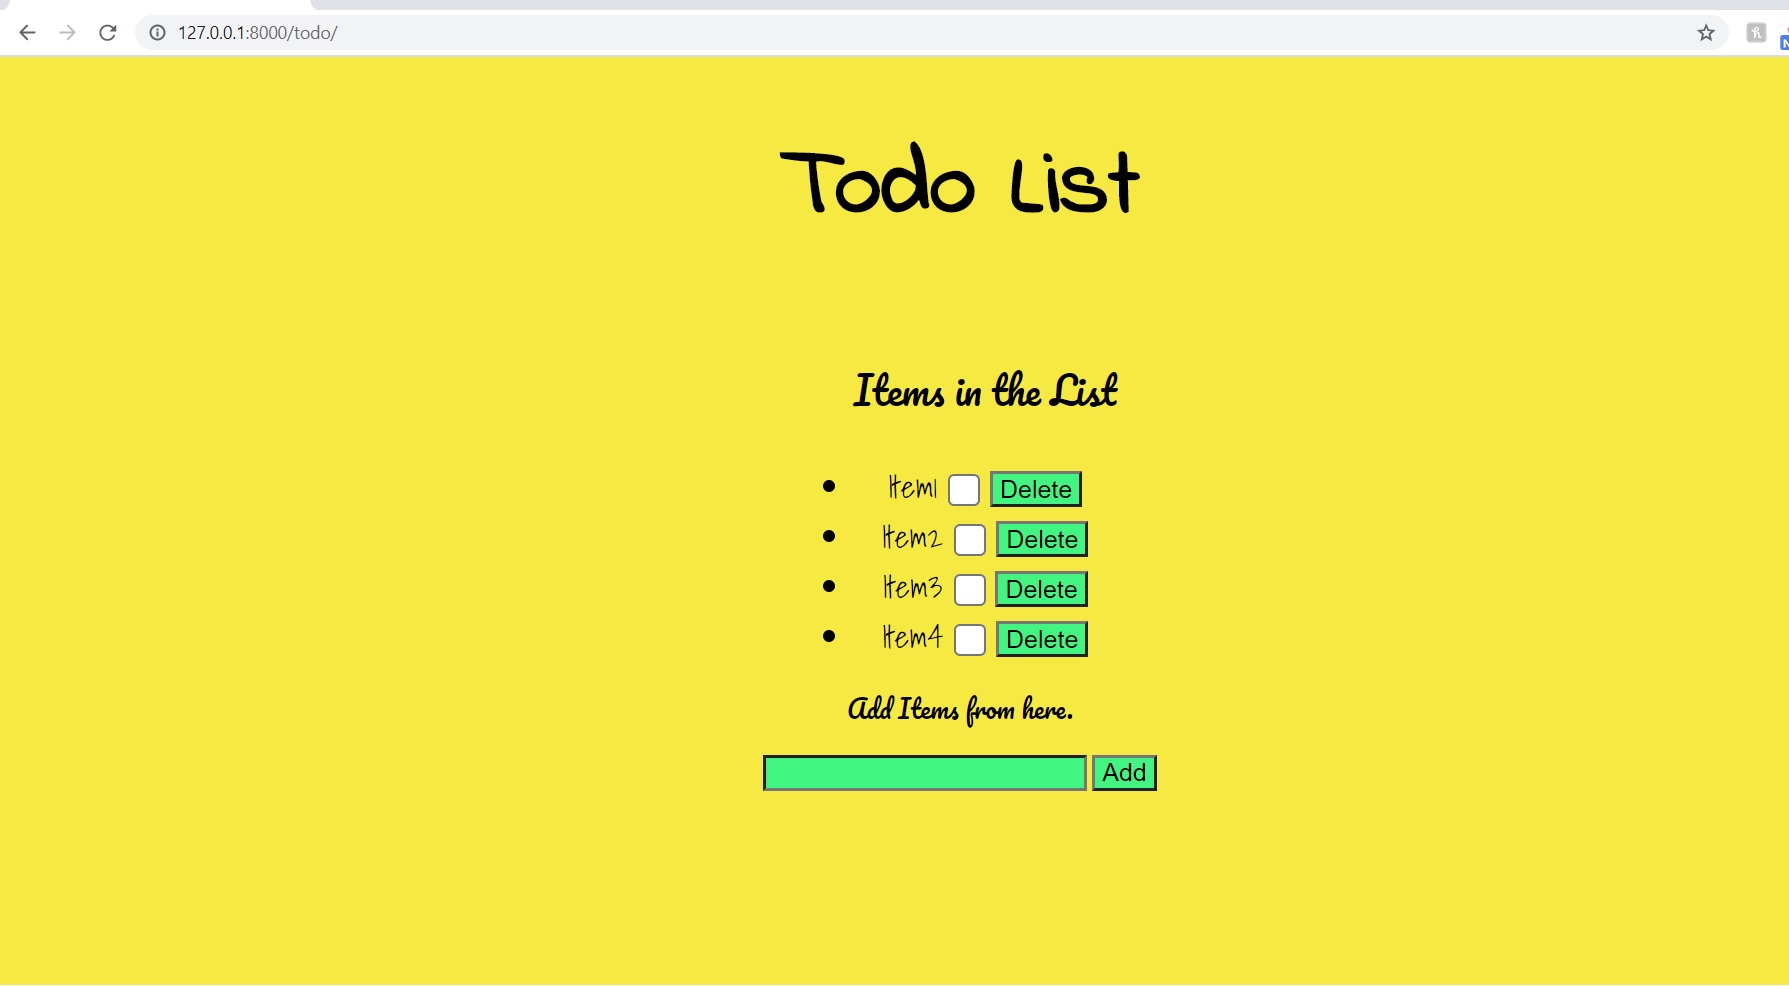 127.0.0.1:8000/todo/
Todo List
Items in the List
Item1 Delete
Item2 Delete
Item3 Delete
Item4 Delete
Add Items from here.
Add